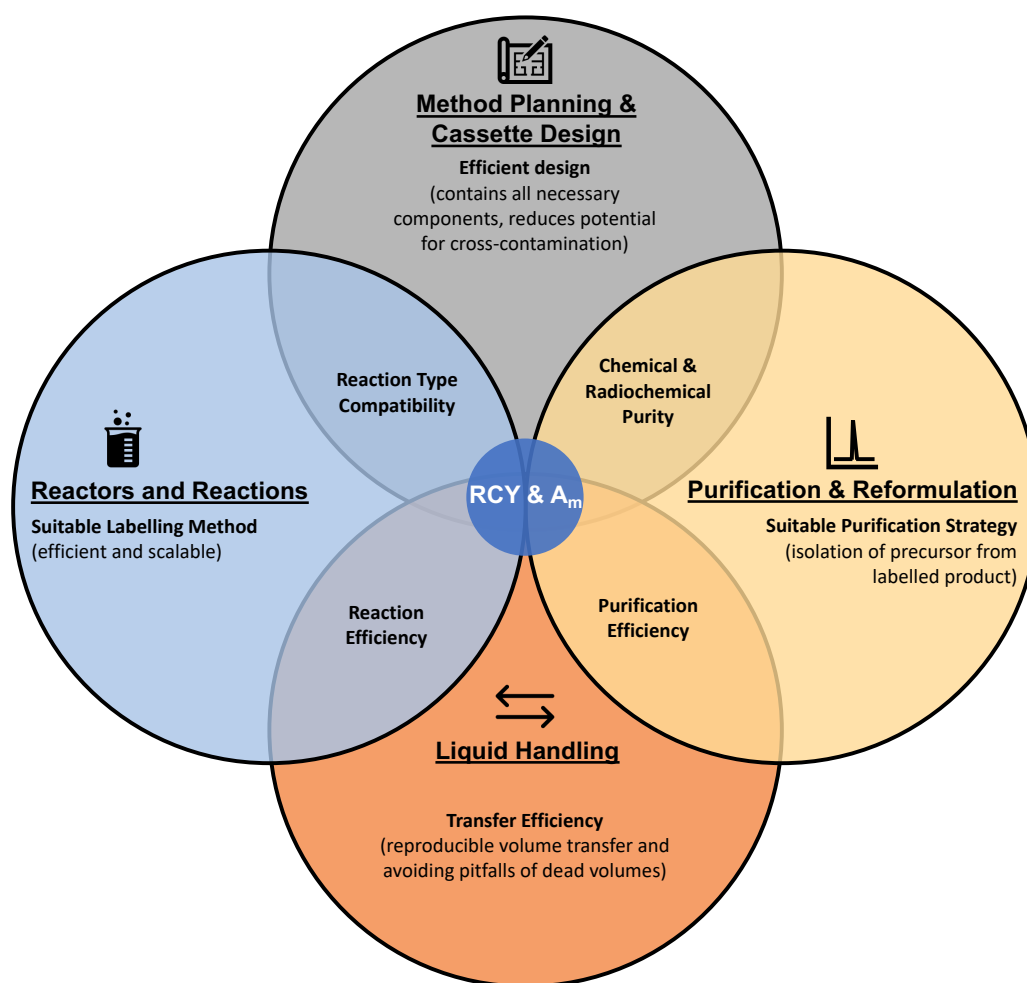 Method Planning &
Cassette Design
Efficient design
(contains all necessary
components, reduces potential
for cross-contamination)
Reaction Type
Compatibility
Chemical &
Radiochemical
Purity
Reactors and Reactions
Suitable Labelling Method
(efficient and scalable)
RCY & Am
Purification & Reformulation
Suitable Purification Strategy
(isolation of precursor from
labelled product)
Reaction
Efficiency
Purification
Efficiency
Liquid Handling
Transfer Efficiency
(reproducible volume transfer and
avoiding pitfalls of dead volumes)